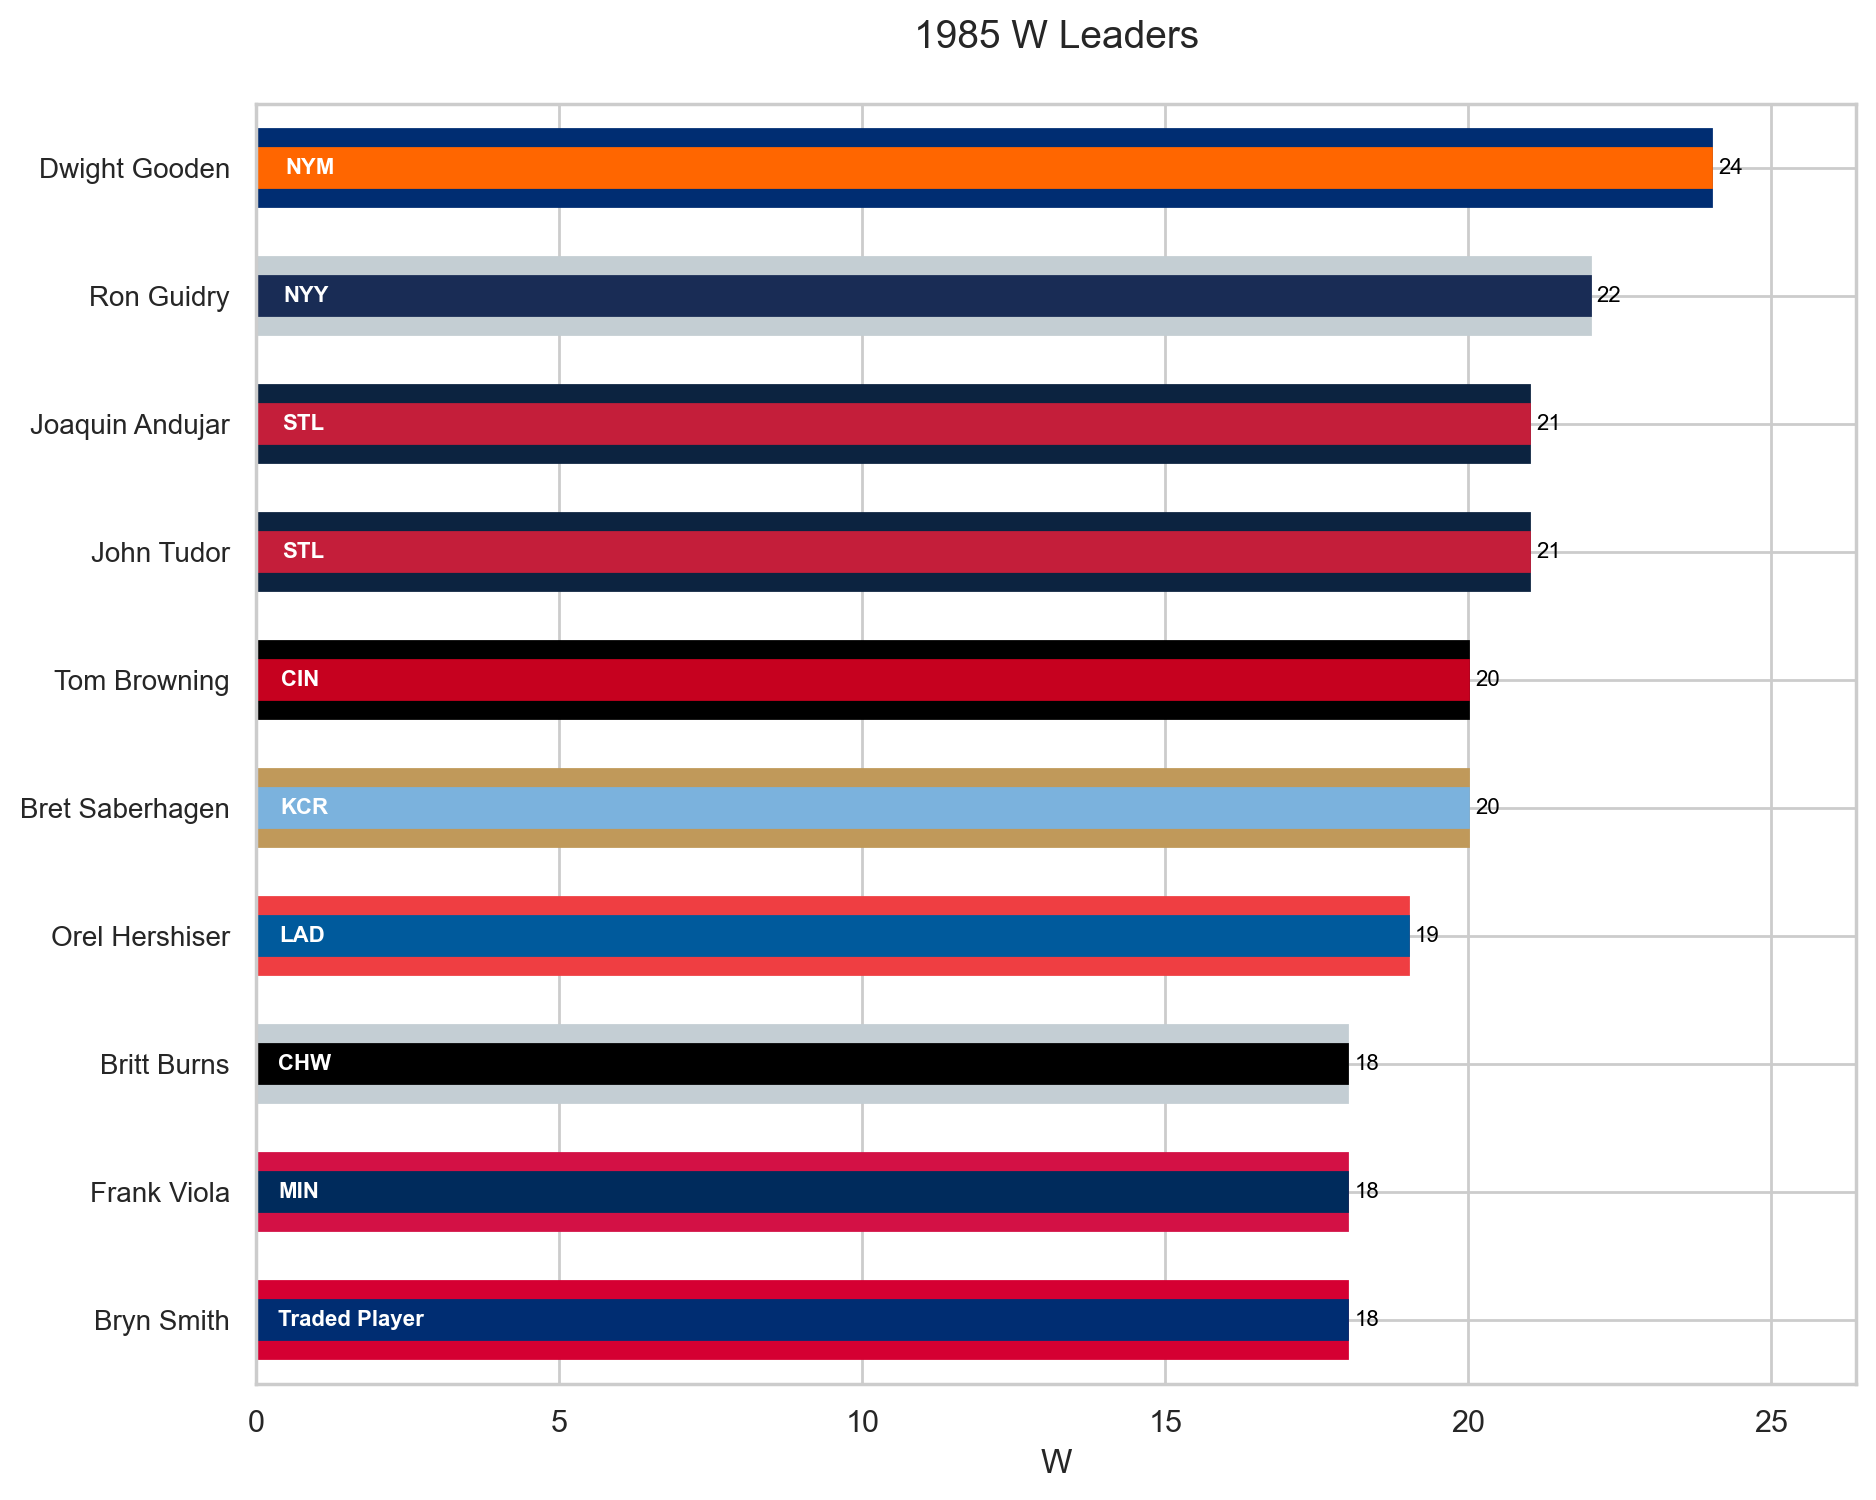 1985 W Leaders
Dwight Gooden NYM 24
Ron Guidry NYY 22
Joaquin Andujar STL 21
John Tudor STL 21
Tom Browning CIN 20
Bret Saberhagen KCR 20
Orel Hershiser LAD 19
Britt Burns CHW 18
Frank Viola MIN 18
Bryn Smith Traded Player 18
0 5 10 15 20 25
W